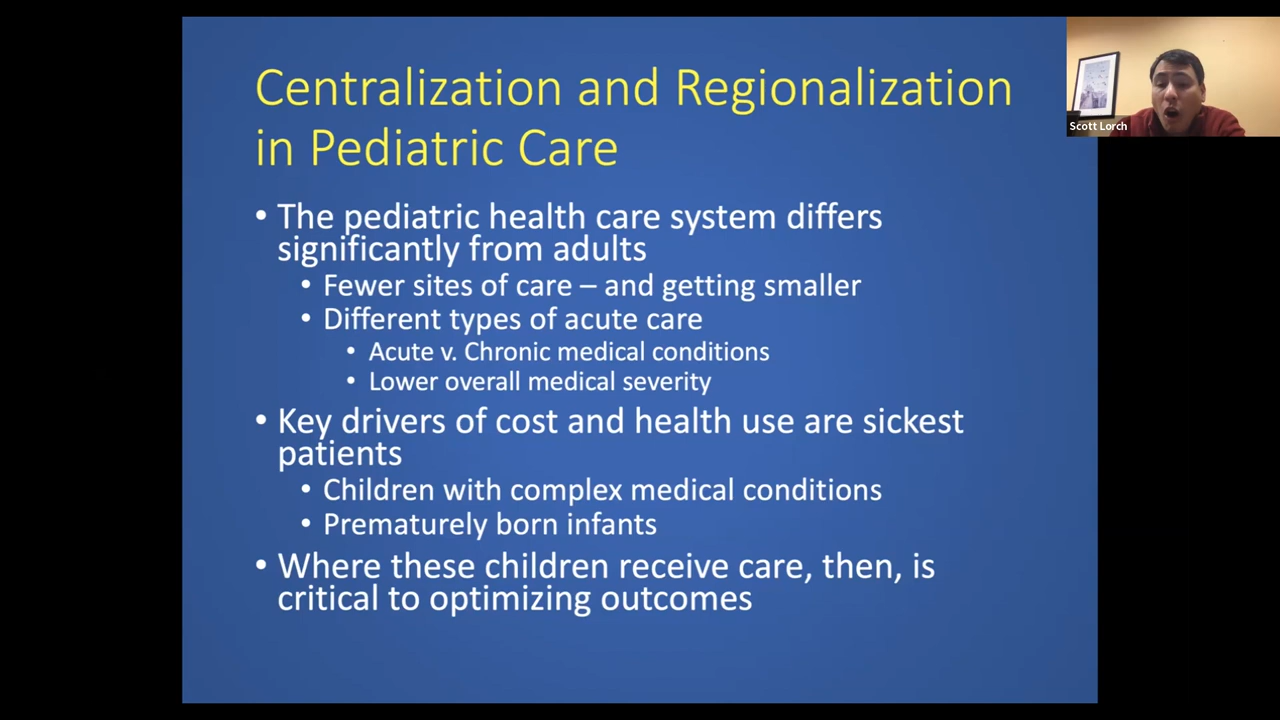 Centralization and Regionalization
in Pediatric Care
• The pediatric health care system differs
significantly from adults
• Fewer sites of care – and getting smaller
• Different types of acute care
• Acute v. Chronic medical conditions
• Lower overall medical severity
• Key drivers of cost and health use are sickest
patients
• Children with complex medical conditions
• Prematurely born infants
• Where these children receive care, then, is
critical to optimizing outcomes
Scott Lorch